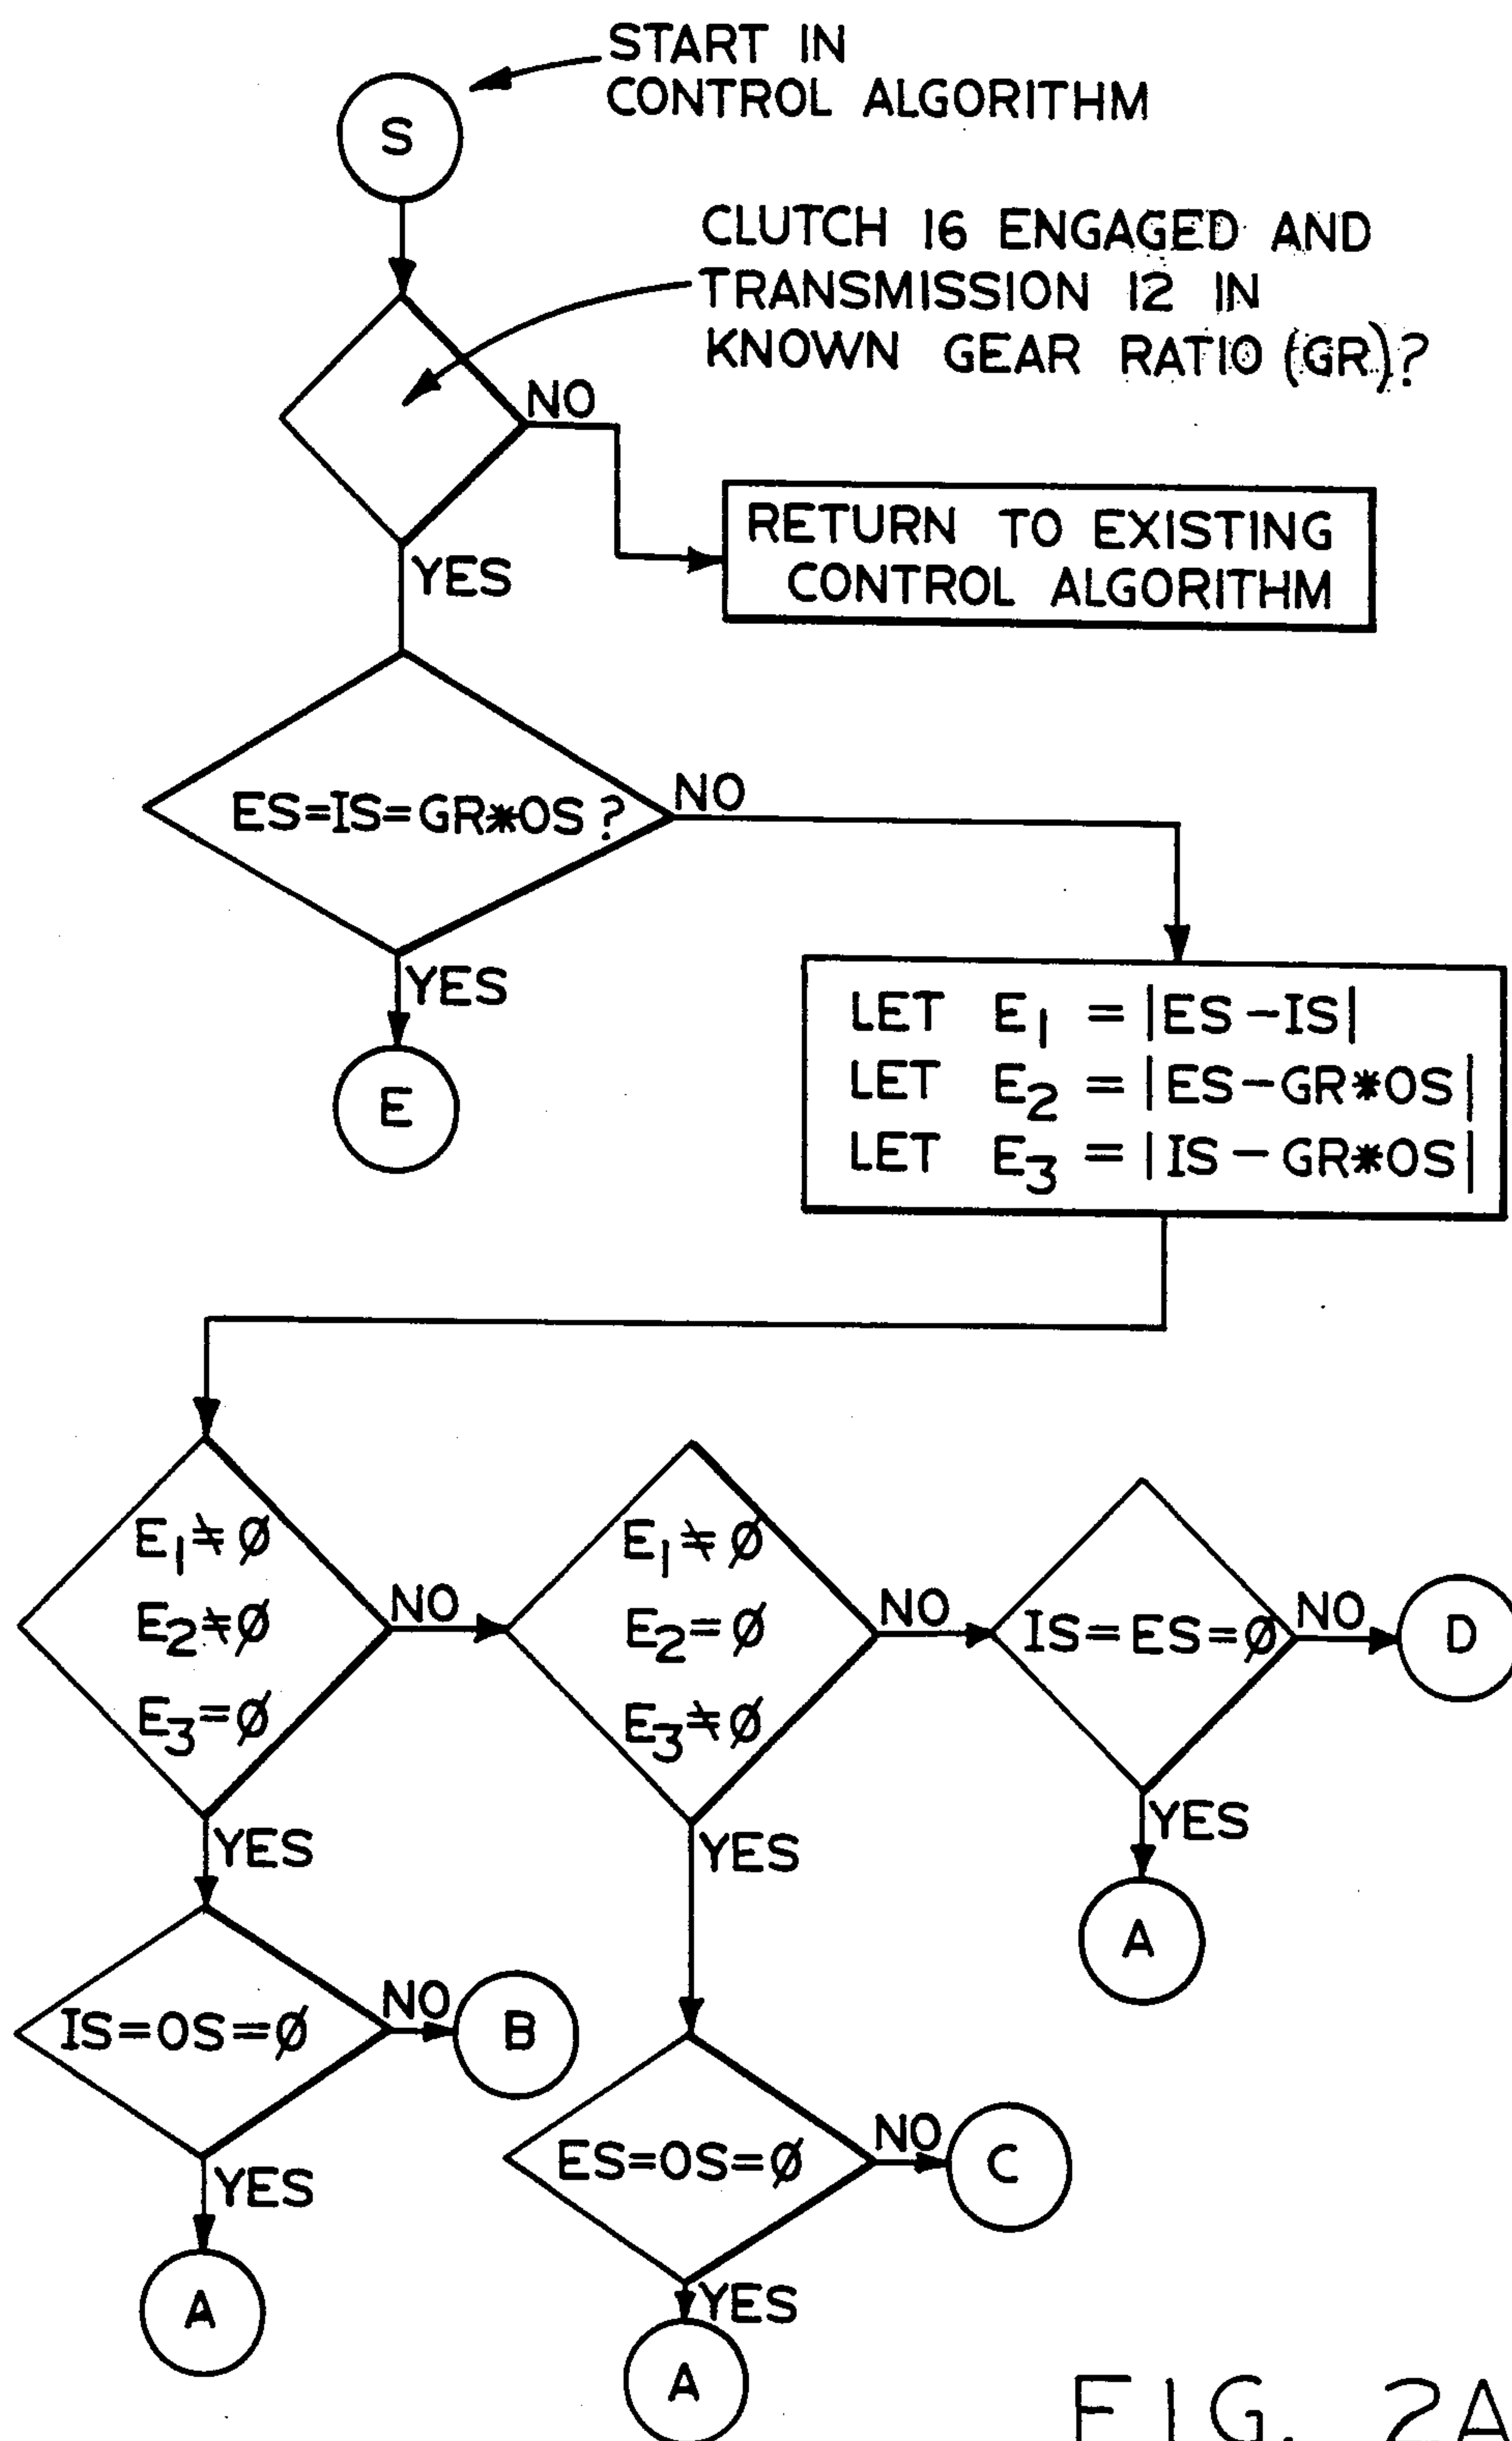 START IN
CONTROL ALGORITHM
S
CLUTCH 16 ENGAGED AND
TRANSMISSION 12 IN
KNOWN GEAR RATIO (GR)?
NO
RETURN TO EXISTING
CONTROL ALGORITHM
YES
ES=IS=GR*OS?
NO
YES
E
LET E1 = |ES-IS|
LET E2 = |ES-GR*OS|
LET E3 = |IS-GR*OS|
E1≠Ø
E2≠Ø
E3=Ø
NO
E1≠Ø
E2=Ø
E3≠Ø
NO
IS=ES=Ø
NO
D
YES
YES
YES
A
IS=OS=Ø
NO
B
ES=OS=Ø
NO
C
YES
A
YES
A
FIG. 2A